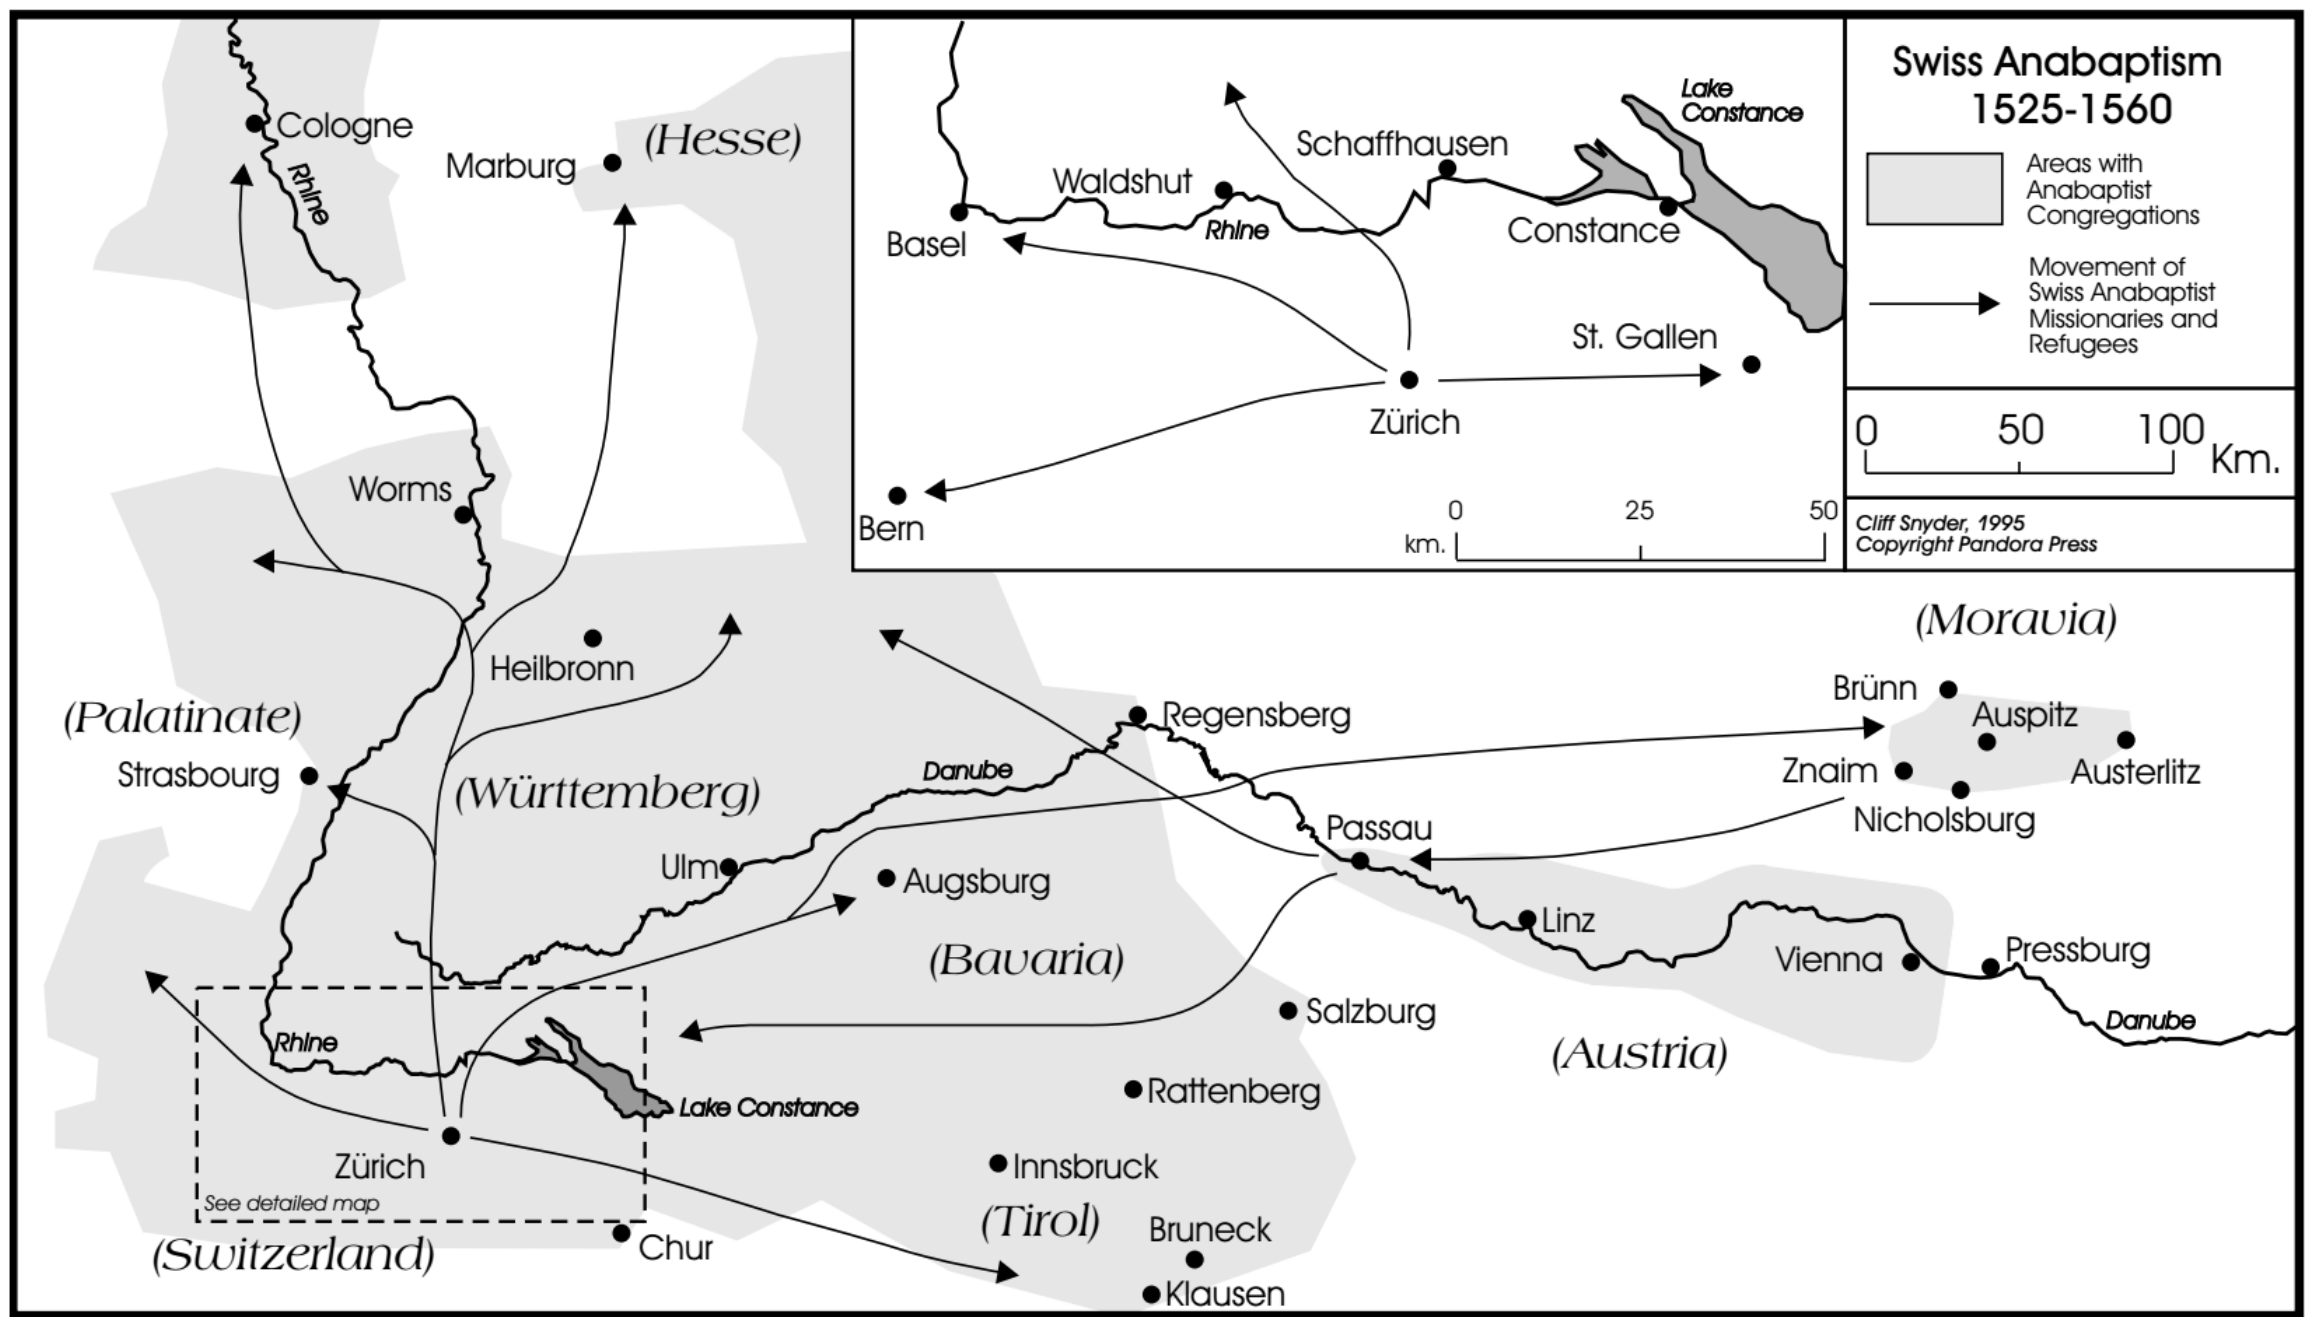 Swiss Anabaptism
1525-1560
Areas with
Anabaptist
Congregations
Movement of
Swiss Anabaptist
Missionaries and
Refugees
0 50 100
Km.
Cliff Snyder, 1995
Copyright Pandora Press
Lake
Constance
Schaffhausen
Waldshut
Rhine
Basel
Constance
St. Gallen
Zürich
Bern
0 25 50
km.
Cologne
(Hesse)
Marburg
Rhine
Worms
Heilbronn
(Palatinate)
Strasbourg
(Württemberg)
Regensberg
Danube
Ulm
Augsburg
Passau
(Moravia)
Brünn
Auspitz
Znaim
Austerlitz
Nicholsburg
Linz
Vienna
Pressburg
Danube
(Bavaria)
Salzburg
(Austria)
Rhine
Lake Constance
Rattenberg
Zürich
See detailed map
Innsbruck
(Tirol)
(Switzerland)
Chur
Bruneck
Klausen